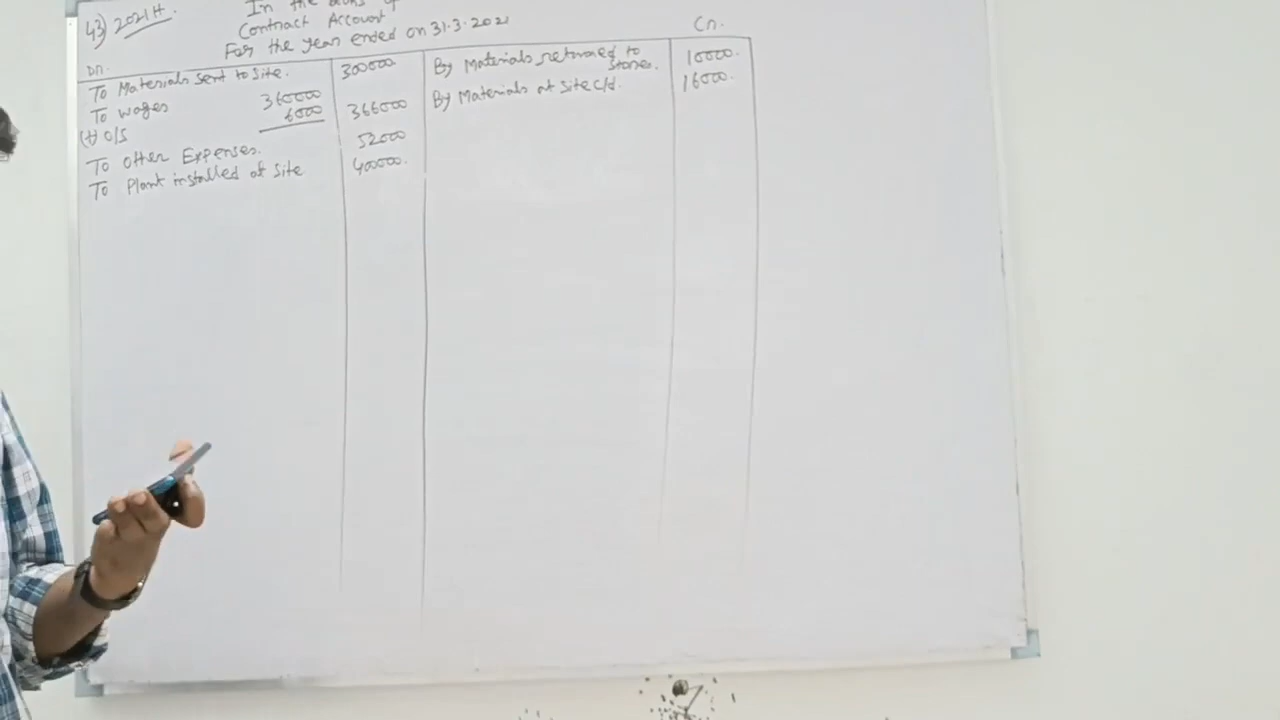 43) 2021 H.
In the books of
Contract Account
For the year ended on 31.3.2021
Dr. Cr.
To Materials sent to site. 300000 By Materials returned to stores. 10000.
To wages 360000
(+) O/S 6000 366000 By Materials at site c/d. 16000.
To Other Expenses. 52000
To Plant installed at site 400000.